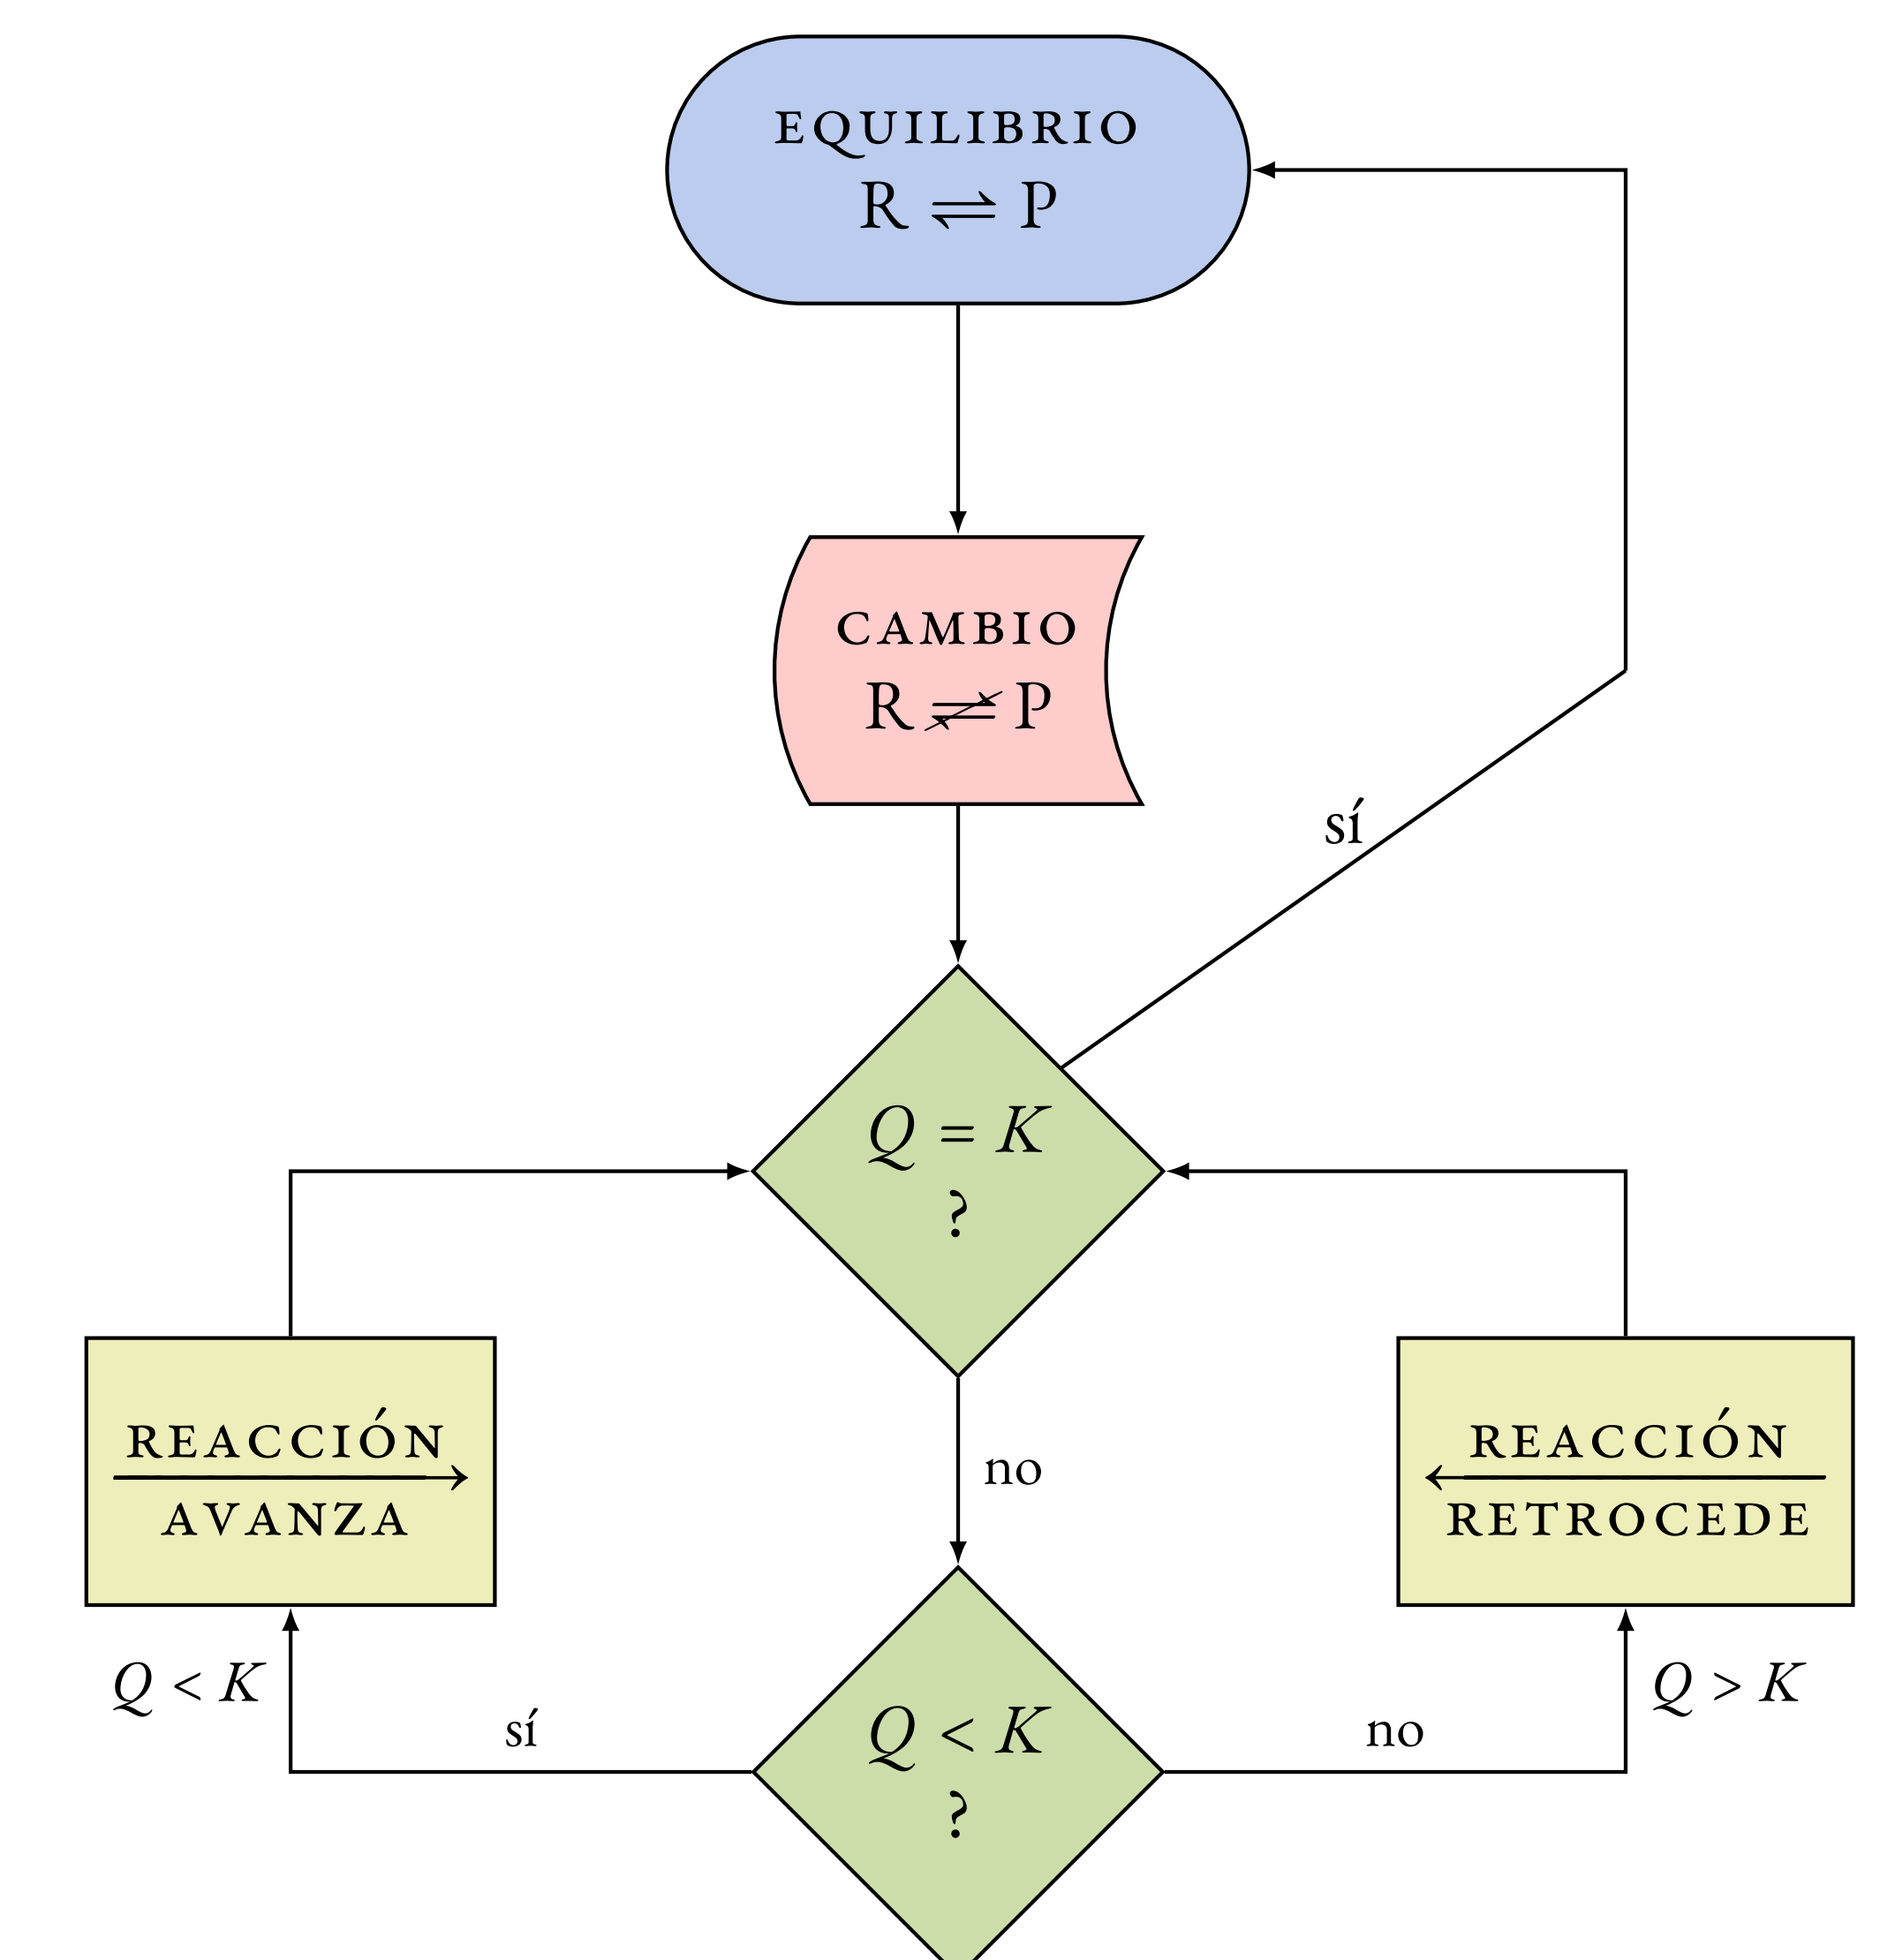 EQUILIBRIO
R ⇌ P
CAMBIO
R ⇌̸ P
sí
Q = K
?
REACCIÓN
AVANZA
no
REACCIÓN
RETROCEDE
Q < K
sí
Q < K
?
no
Q > K